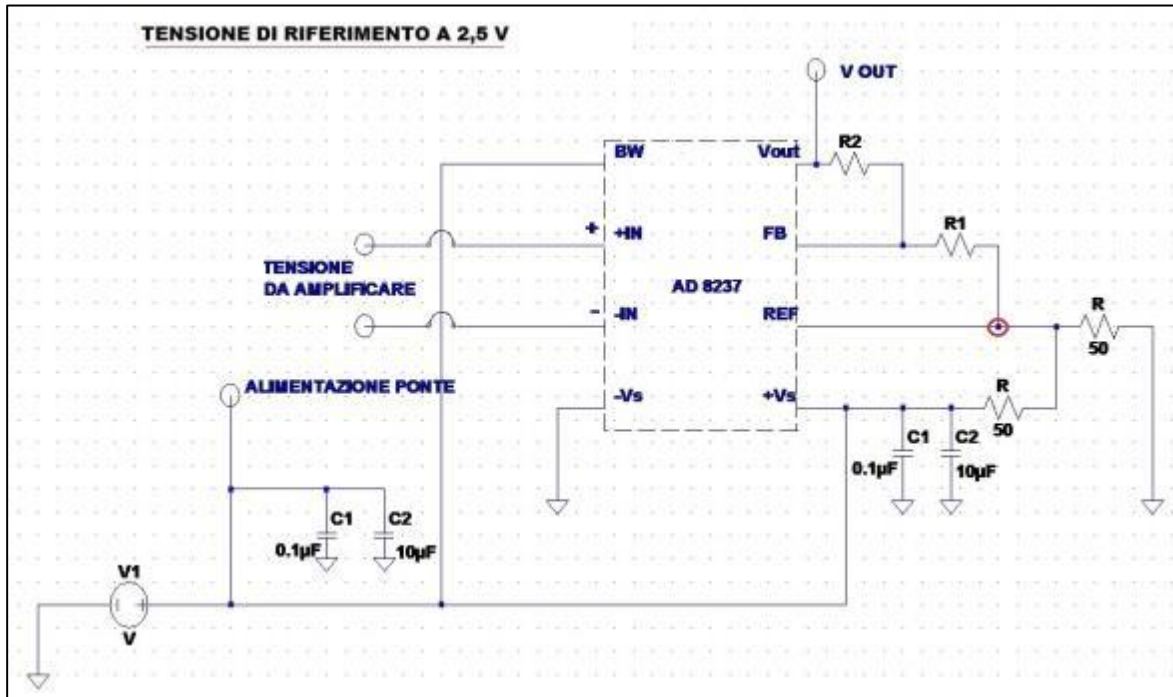 TENSIONE DI RIFERIMENTO A 2,5 V
V OUT
BW
Vout
R2
+
+IN
FB
R1
TENSIONE
DA AMPLIFICARE
AD 8237
-
-IN
REF
R
50
ALIMENTAZIONE PONTE
-Vs
+Vs
R
50
C1
0.1µF
C2
10µF
C1
0.1µF
C2
10µF
V1
V